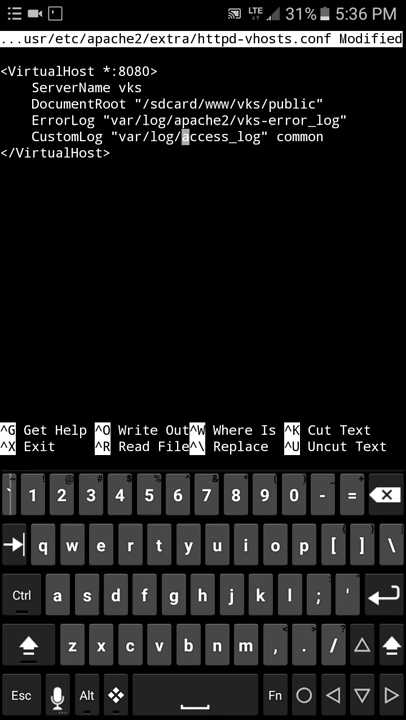 LTE 31% 5:36 PM
...usr/etc/apache2/extra/httpd-vhosts.conf Modified
<VirtualHost *:8080>
    ServerName vks
    DocumentRoot "/sdcard/www/vks/public"
    ErrorLog "var/log/apache2/vks-error_log"
    CustomLog "var/log/access_log" common
</VirtualHost>
^G Get Help ^O Write Out ^W Where Is ^K Cut Text
^X Exit ^R Read File ^\ Replace ^U Uncut Text
` 1 2 3 4 5 6 7 8 9 0 - =
q w e r t y u i o p [ ] \
Ctrl a s d f g h j k l ; '
z x c v b n m , . /
Esc Alt Fn